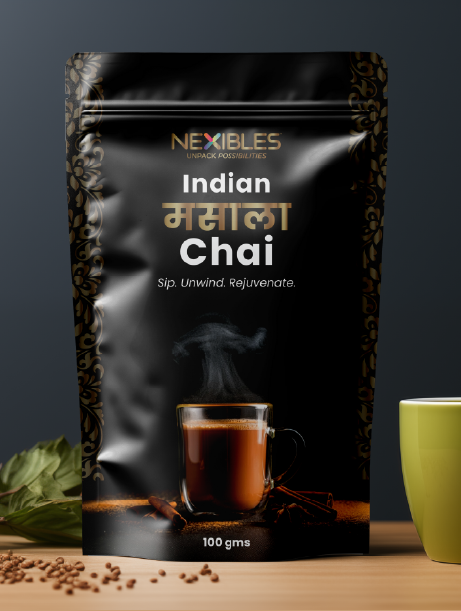 NEXIBLES
UNPACK POSSIBILITIES
Indian
मसाला
Chai
Sip. Unwind. Rejuvenate.
100 gms